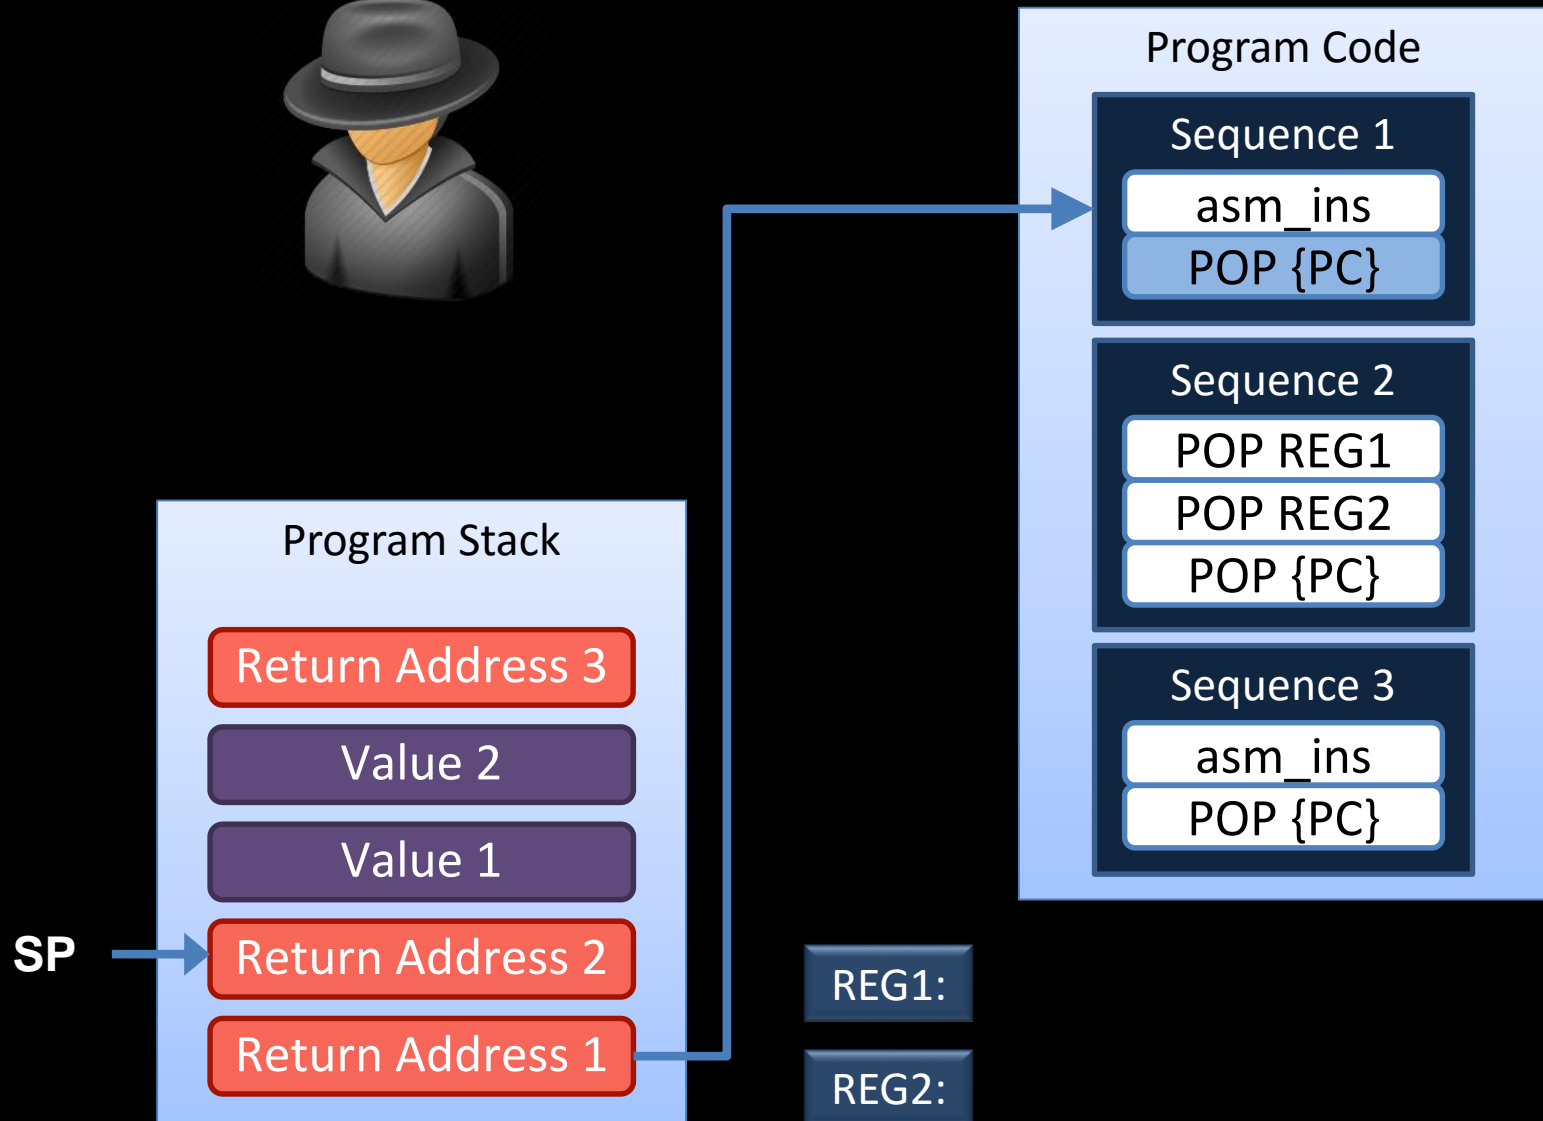 Program Code
Sequence 1
asm_ins
POP {PC}
Sequence 2
POP REG1
POP REG2
POP {PC}
Sequence 3
asm_ins
POP {PC}
Program Stack
Return Address 3
Value 2
Value 1
SP
Return Address 2
Return Address 1
REG1:
REG2: